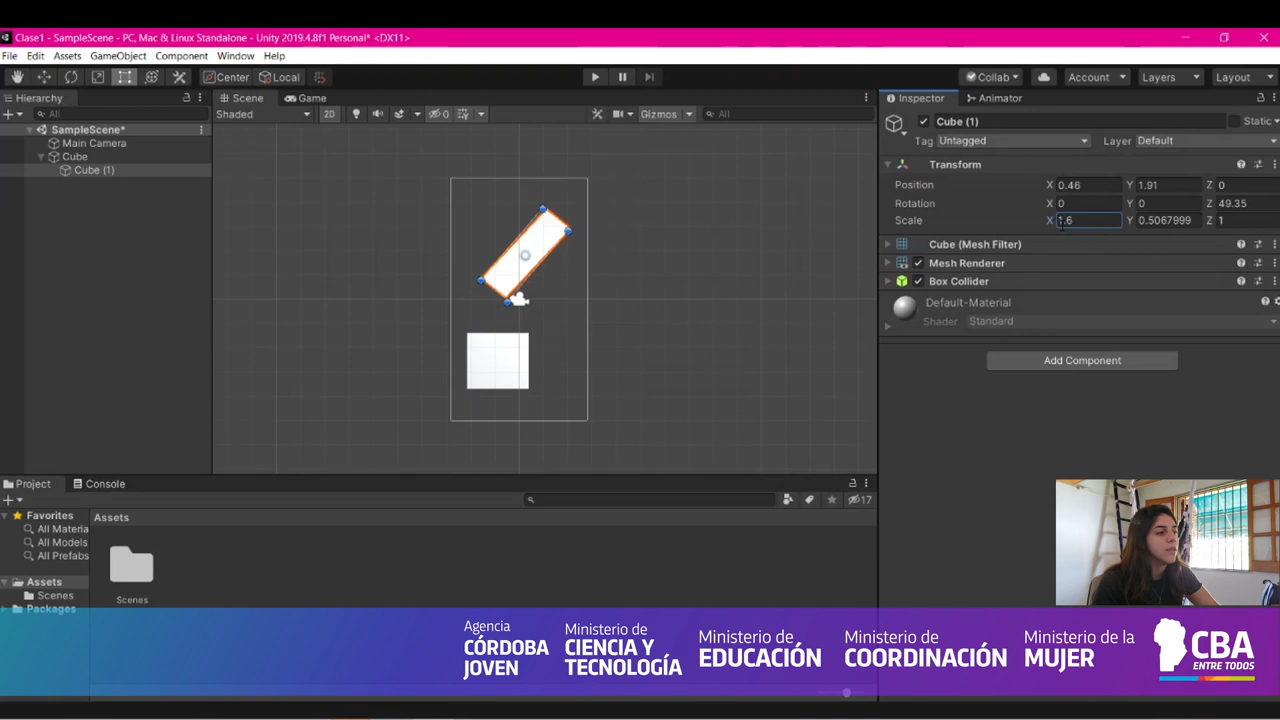 Clase1 - SampleScene - PC, Mac & Linux Standalone - Unity 2019.4.8f1 Personal* <DX11>
File Edit Assets GameObject Component Window Help
Center Local Collab Account Layers Layout
Hierarchy Scene Game Inspector Animator
All Shaded 2D 0 Gizmos All
SampleScene*
Main Camera
Cube
Cube (1)
Cube (1) Static
Tag Untagged Layer Default
Transform
Position X 0.46 Y 1.91 Z 0
Rotation X 0 Y 0 Z 49.35
Scale X 1.6 Y 0.5067999 Z 1
Cube (Mesh Filter)
Mesh Renderer
Box Collider
Default-Material
Shader Standard
Add Component
Project Console
17
Favorites
All Materia
All Models
All Prefabs
Assets
Scenes
Packages
Assets
Scenes
Agencia
CÓRDOBA
JOVEN
Ministerio de
CIENCIA Y
TECNOLOGÍA
Ministerio de
EDUCACIÓN
Ministerio de
COORDINACIÓN
Ministerio de la
MUJER
CBA
ENTRE TODOS